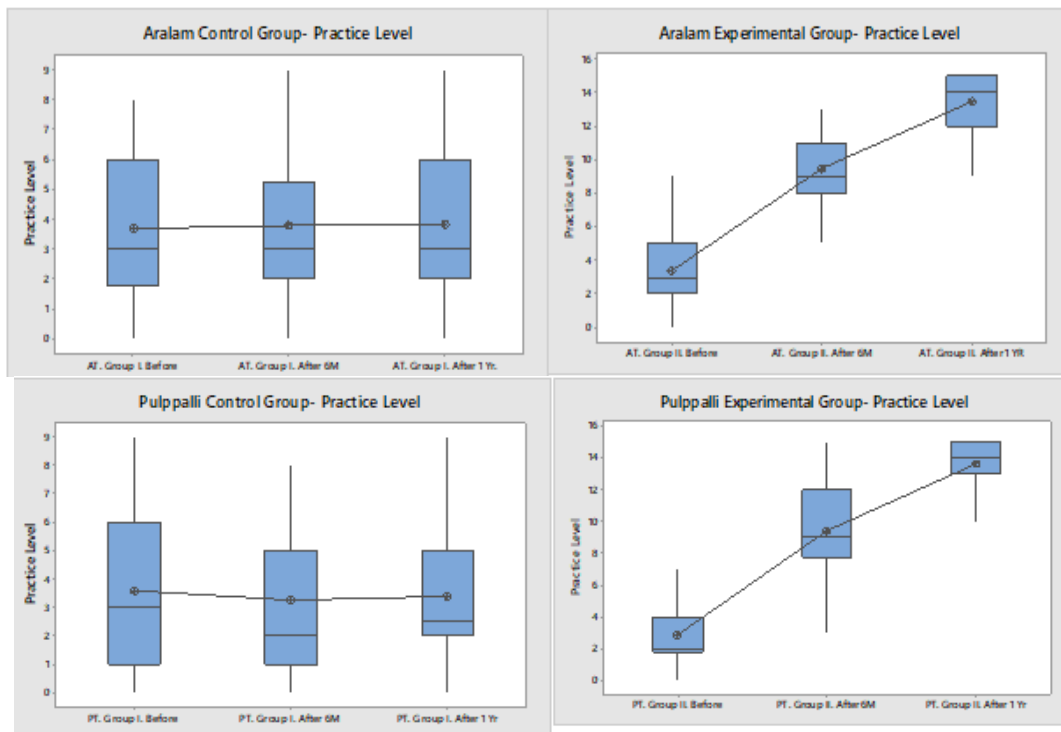 Aralam Control Group- Practice Level
9
8
7
6
5
4
3
2
1
0
Practice Level
AT. Group I. Before
AT. Group I. After 6M
AT. Group I. After 1 Yr.
Aralam Experimental Group- Practice Level
16
14
12
10
8
6
4
2
0
Practice Level
AT. Group II. Before
AT. Group II. After 6M
AT. Group II. After 1 YR
Pulppalli Control Group- Practice Level
9
8
7
6
5
4
3
2
1
0
Practice Level
PT. Group I. Before
PT. Group I. After 6M
PT. Group I. After 1 Yr
Pulppalli Experimental Group- Practice Level
16
14
12
10
8
6
4
2
0
Practice Level
PT. Group II. Before
PT. Group II. After 6M
PT. Group II. After 1 Yr